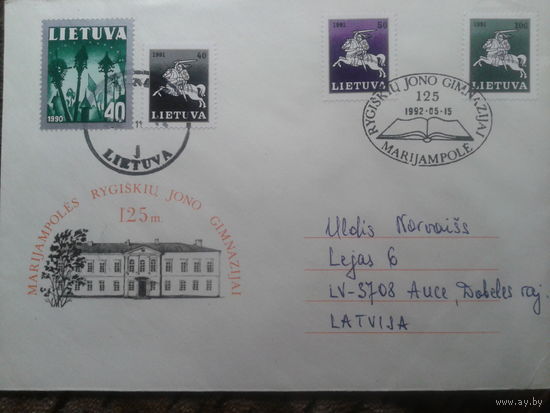 LIETUVA
40
1990
1991 40
LIETUVA
1991 50
LIETUVA
1991
LIETUVA
LIETUVA
RYGIŠKIŲ JONO GIMNAZIJAI
125
1992-05-15
MARIJAMPOLĖ
MARIJAMPOLĖS RYGIŠKIŲ JONO GIMNAZIJAI
125 m.
Uldis Norvaišs
Lejas 6
LV-3708 Auce, Dobeles raj.
LATVIJA
www.ay.by